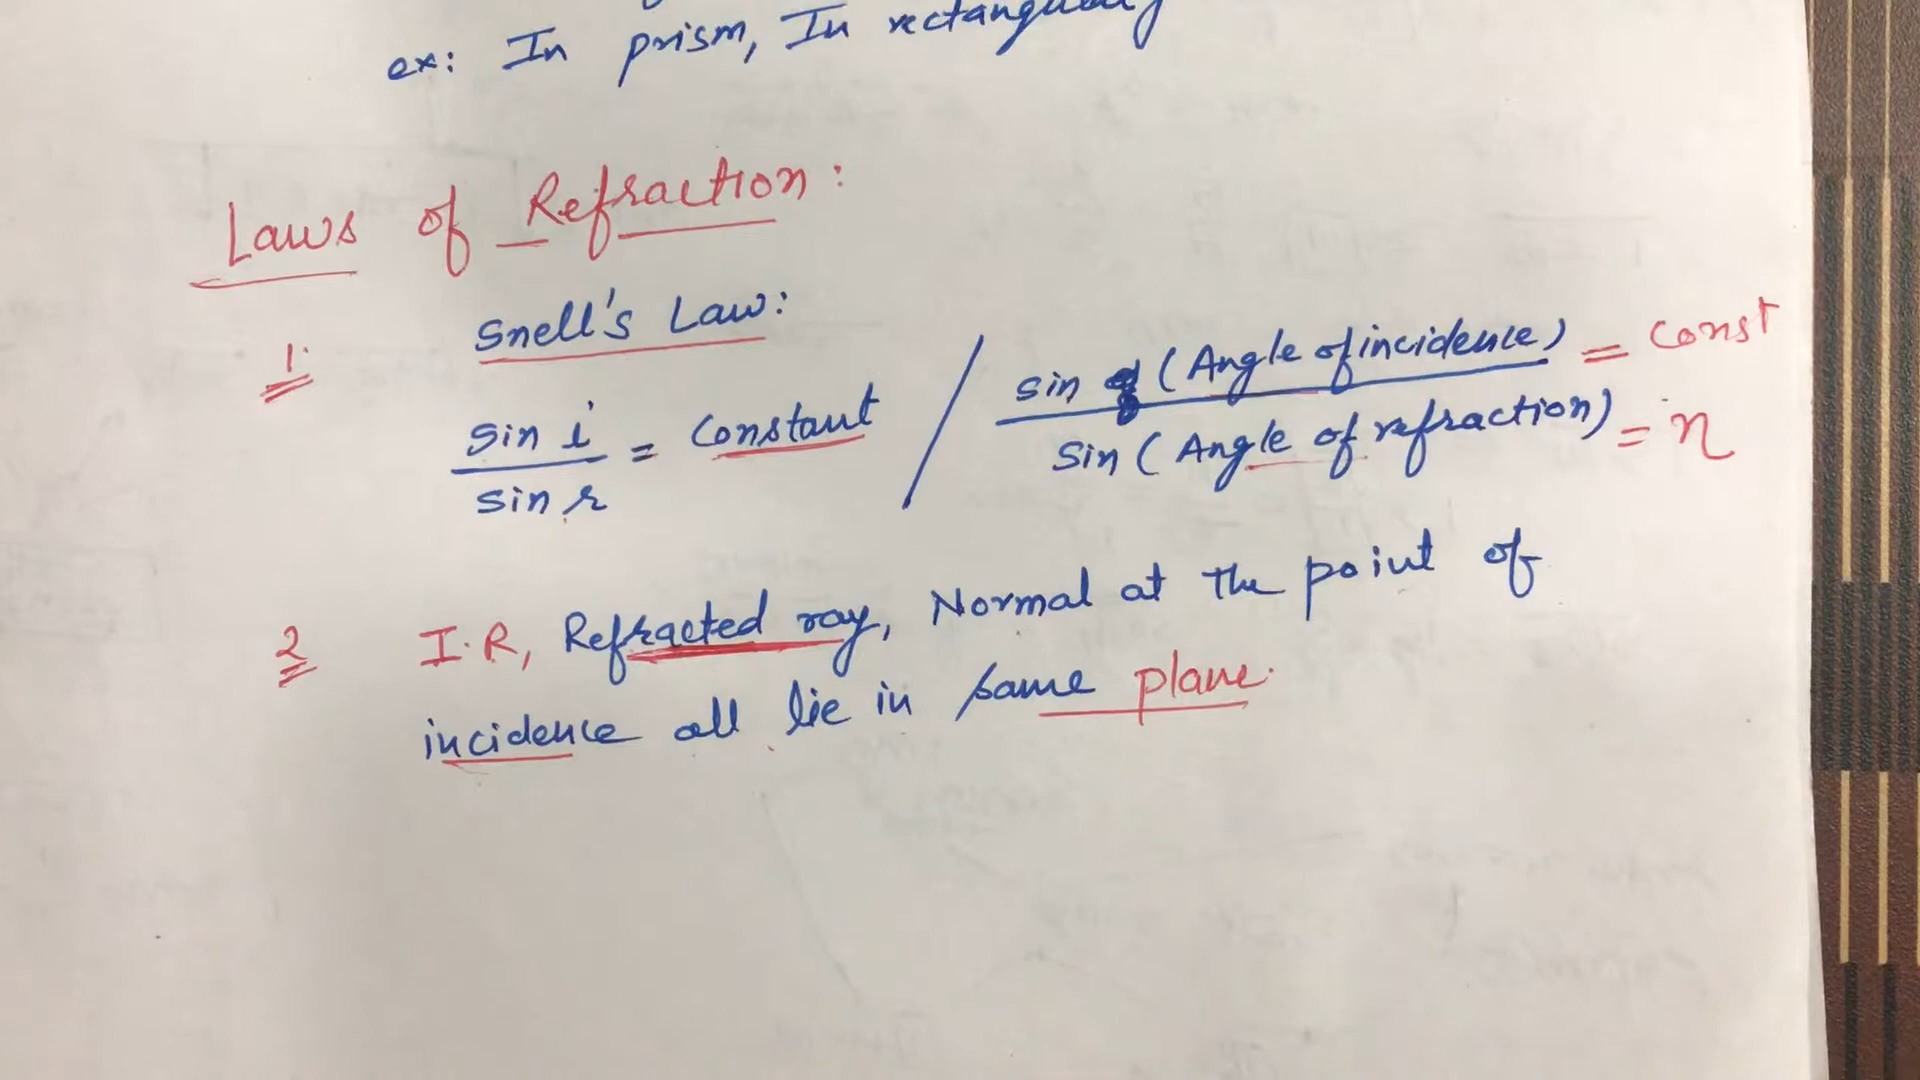 ex: In prism, In rectangular
Laws of Refraction:
1. Snell's Law:
sin i / sin r = Constant / sin (Angle of incidence) / sin (Angle of refraction) = const = n
2 I.R, Refracted ray, Normal at the point of
incidence all lie in same plane.